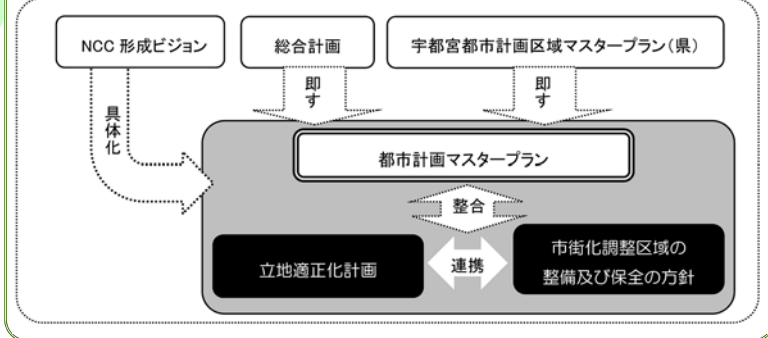 NCC 形成ビジョン
総合計画
宇都宮都市計画区域マスタープラン（県）
即す
即す
具体化
都市計画マスタープラン
整合
立地適正化計画
連携
市街化調整区域の
整備及び保全の方針